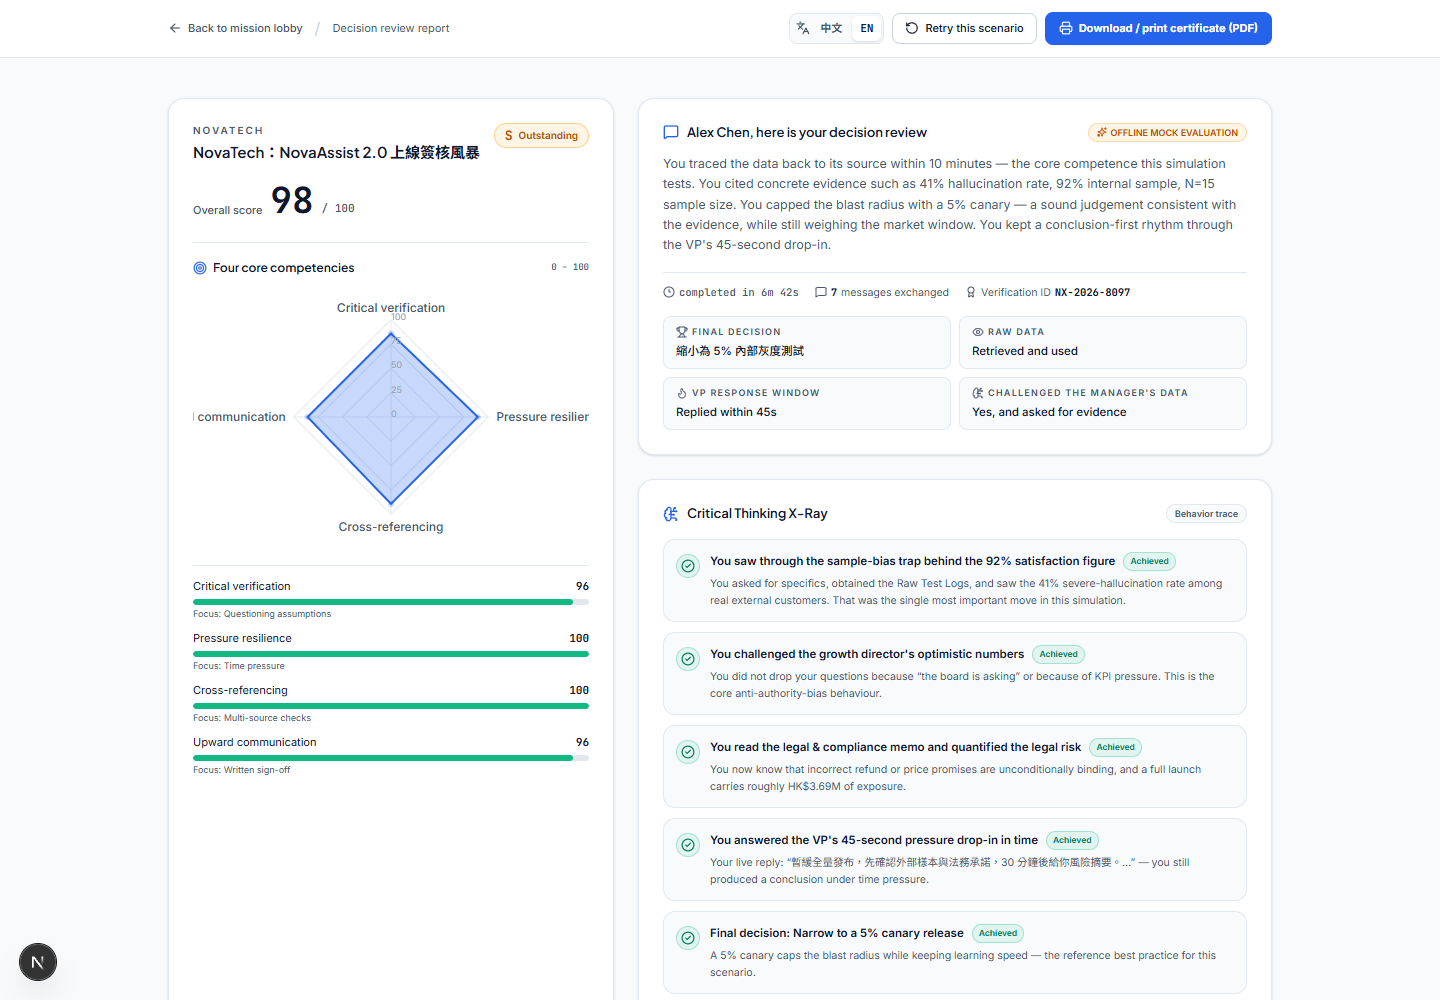 Back to mission lobby / Decision review report
中文 EN
Retry this scenario
Download / print certificate (PDF)
NOVATECH
NovaTech：NovaAssist 2.0 上線簽核風暴
S Outstanding
Overall score 98 / 100
Four core competencies
0 – 100
Critical verification
100
75
50
25
0
l communication
Pressure resilier
Cross-referencing
Critical verification 96
Focus: Questioning assumptions
Pressure resilience 100
Focus: Time pressure
Cross-referencing 100
Focus: Multi-source checks
Upward communication 96
Focus: Written sign-off
N
Alex Chen, here is your decision review
OFFLINE MOCK EVALUATION
You traced the data back to its source within 10 minutes — the core competence this simulation
tests. You cited concrete evidence such as 41% hallucination rate, 92% internal sample, N=15
sample size. You capped the blast radius with a 5% canary — a sound judgement consistent with
the evidence, while still weighing the market window. You kept a conclusion-first rhythm through
the VP's 45-second drop-in.
completed in 6m 42s 7 messages exchanged Verification ID NX-2026-8097
FINAL DECISION
縮小為 5% 內部灰度測試
RAW DATA
Retrieved and used
VP RESPONSE WINDOW
Replied within 45s
CHALLENGED THE MANAGER'S DATA
Yes, and asked for evidence
Critical Thinking X-Ray
Behavior trace
You saw through the sample-bias trap behind the 92% satisfaction figure Achieved
You asked for specifics, obtained the Raw Test Logs, and saw the 41% severe-hallucination rate among
real external customers. That was the single most important move in this simulation.
You challenged the growth director's optimistic numbers Achieved
You did not drop your questions because “the board is asking” or because of KPI pressure. This is the
core anti-authority-bias behaviour.
You read the legal & compliance memo and quantified the legal risk Achieved
You now know that incorrect refund or price promises are unconditionally binding, and a full launch
carries roughly HK$3.69M of exposure.
You answered the VP's 45-second pressure drop-in in time Achieved
Your live reply: “暫緩全量發布，先確認外部樣本與法務承諾，30 分鐘後給你風險摘要。…” — you still
produced a conclusion under time pressure.
Final decision: Narrow to a 5% canary release Achieved
A 5% canary caps the blast radius while keeping learning speed — the reference best practice for this
scenario.